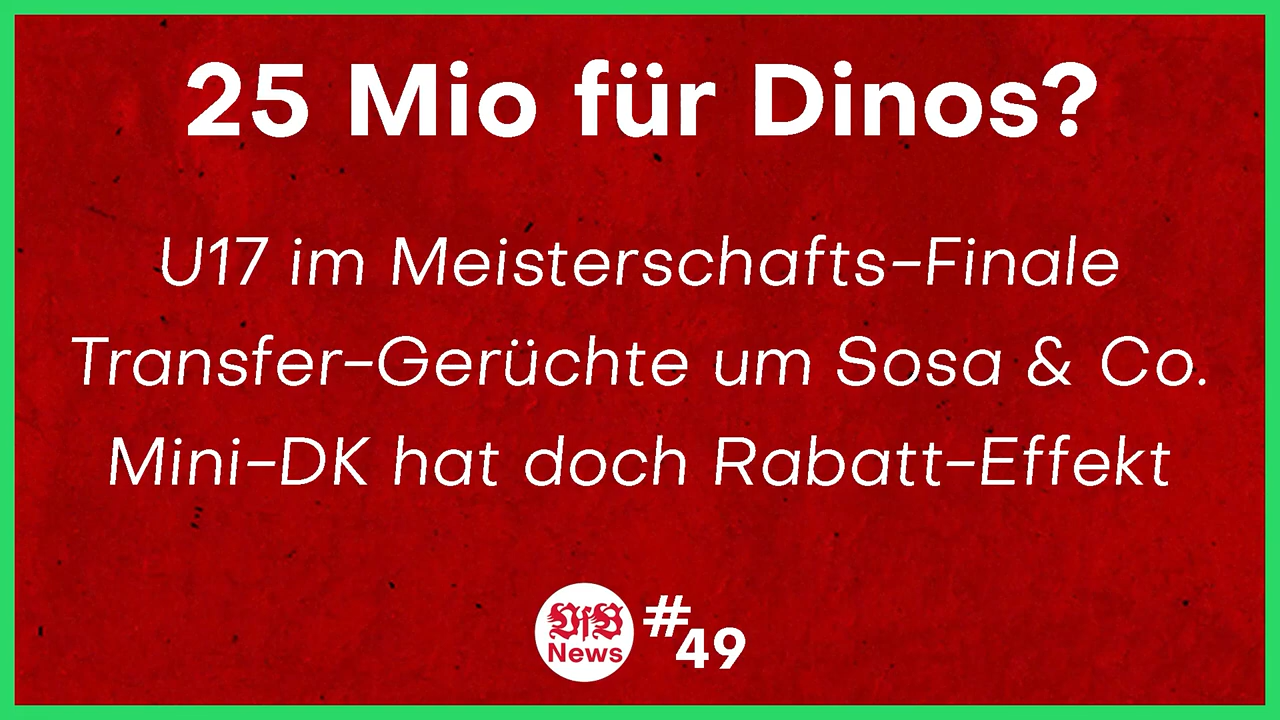 25 Mio für Dinos?
U17 im Meisterschafts-Finale
Transfer-Gerüchte um Sosa & Co.
Mini-DK hat doch Rabatt-Effekt
VfB
News
#49